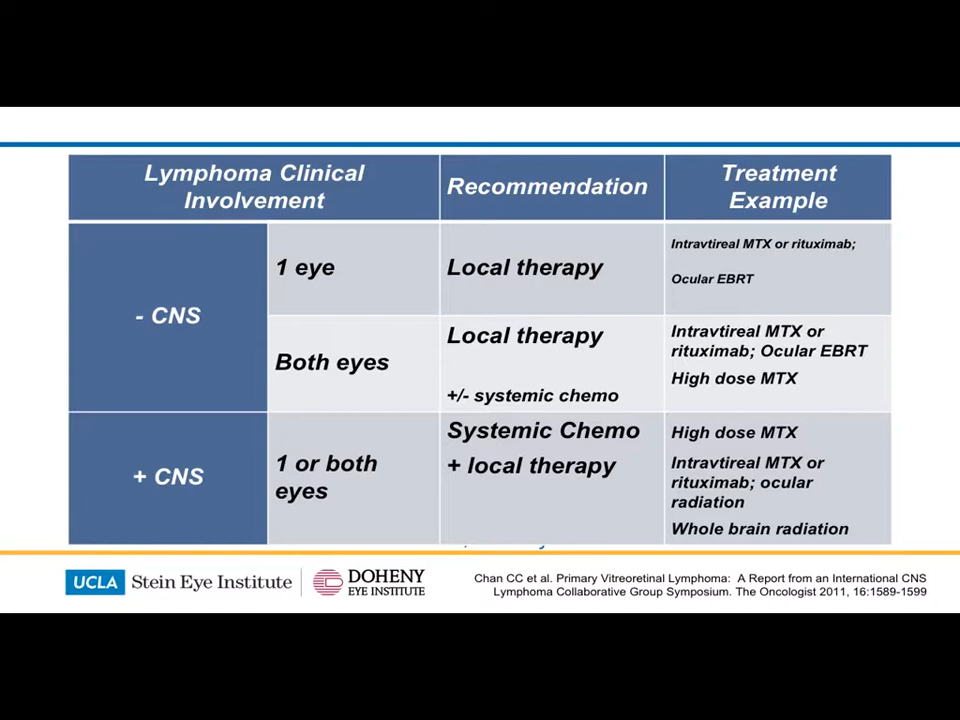 Lymphoma Clinical
Involvement
Recommendation
Treatment
Example
- CNS
1 eye
Local therapy
Intravtireal MTX or rituximab;
Ocular EBRT
Both eyes
Local therapy
+/- systemic chemo
Intravtireal MTX or
rituximab; Ocular EBRT
High dose MTX
+ CNS
1 or both
eyes
Systemic Chemo
+ local therapy
High dose MTX
Intravtireal MTX or
rituximab; ocular
radiation
Whole brain radiation
UCLA Stein Eye Institute
DOHENY
EYE INSTITUTE
Chan CC et al. Primary Vitreoretinal Lymphoma: A Report from an International CNS
Lymphoma Collaborative Group Symposium. The Oncologist 2011, 16:1589-1599